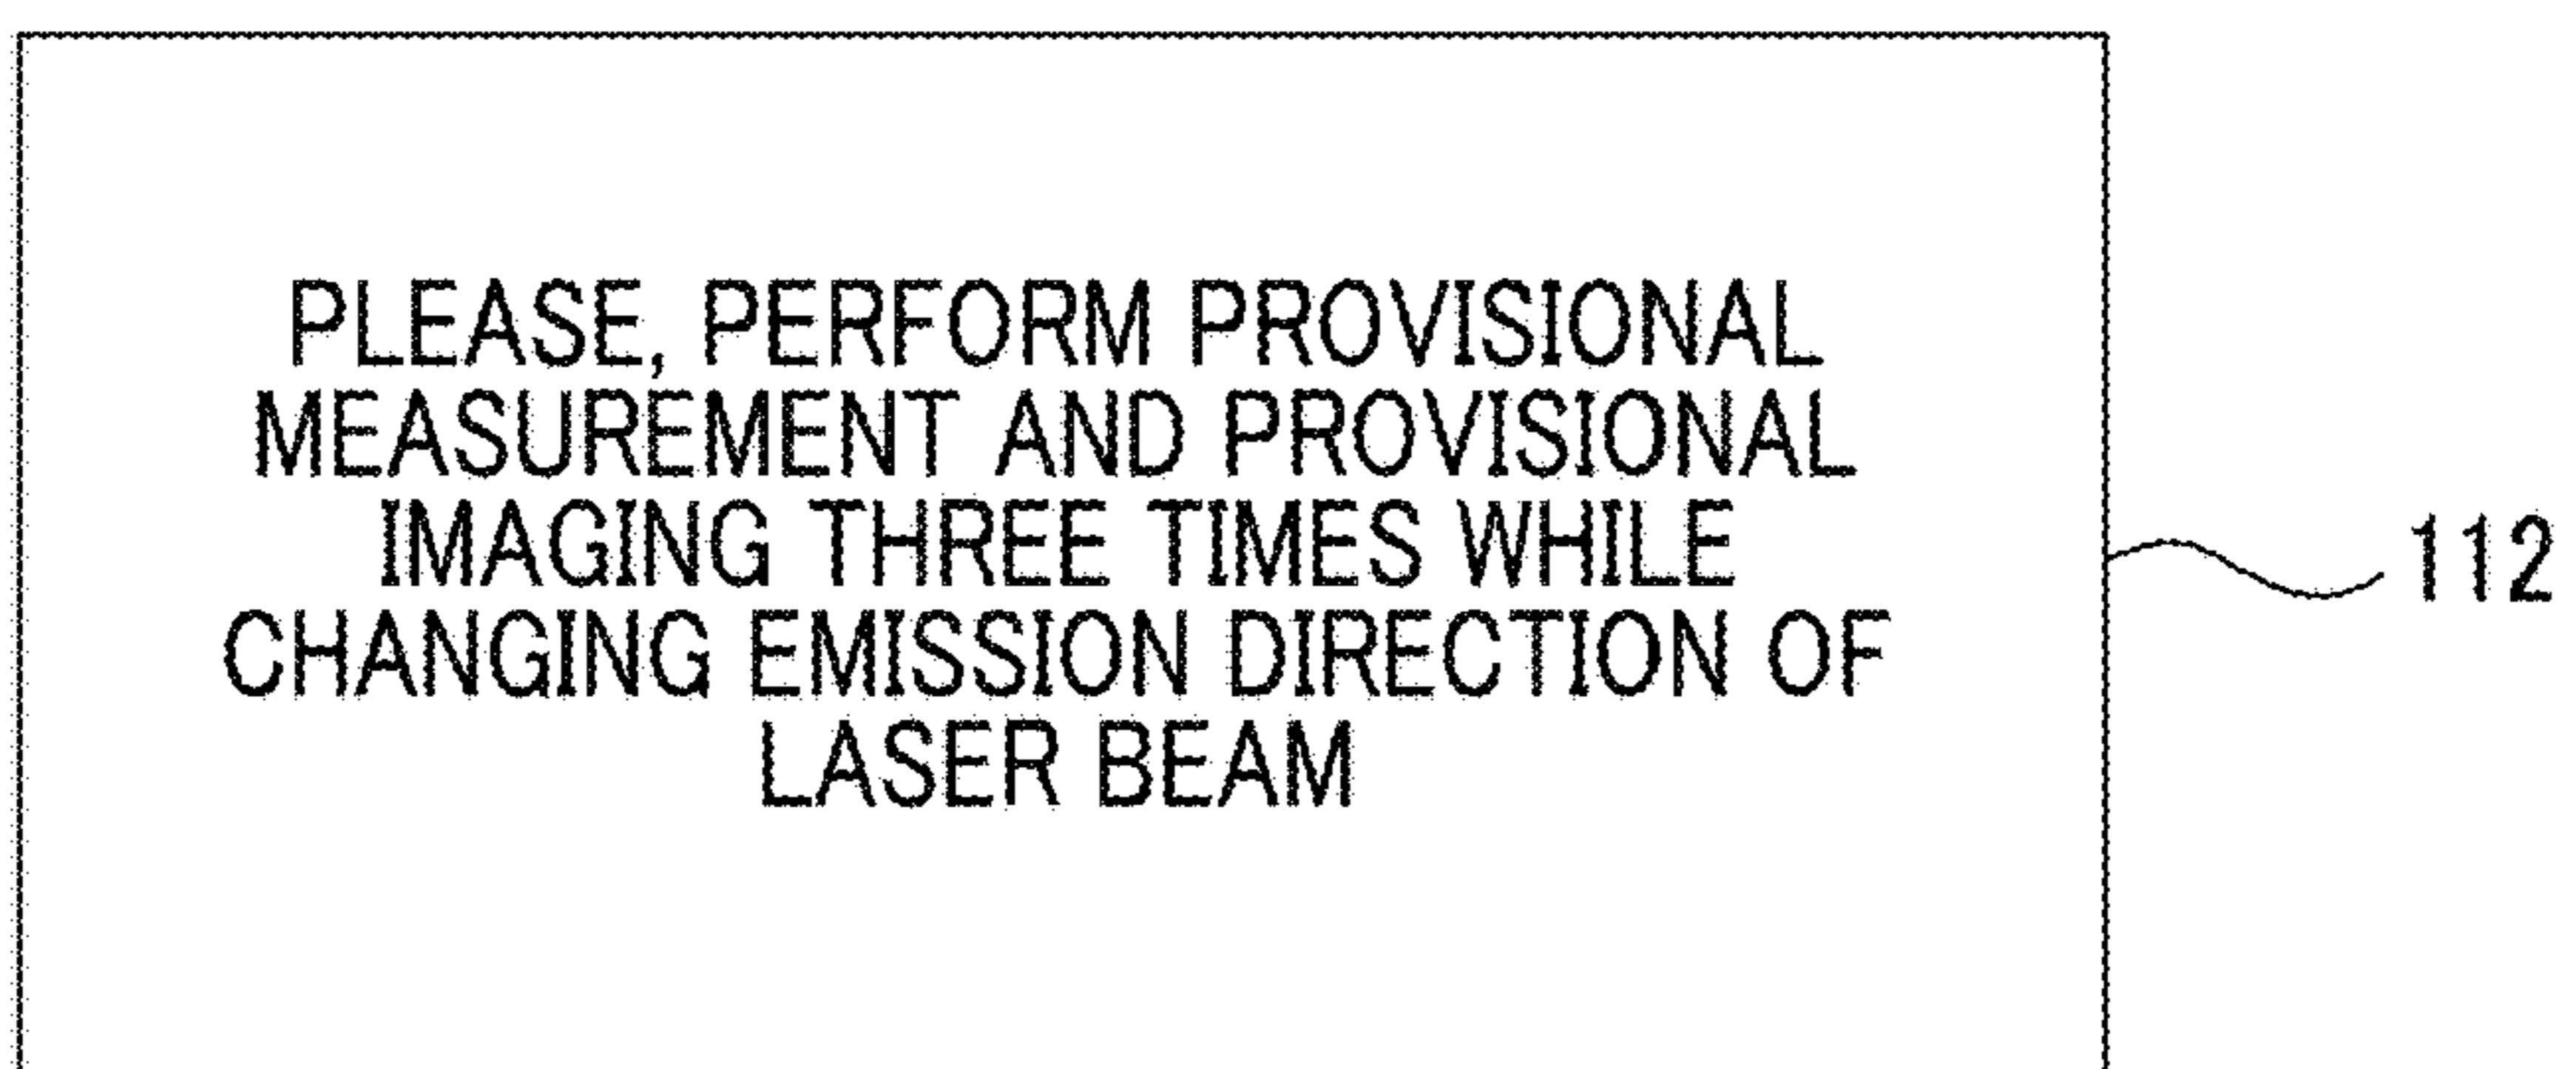 PLEASE, PERFORM PROVISIONAL
MEASUREMENT AND PROVISIONAL
IMAGING THREE TIMES WHILE
CHANGING EMISSION DIRECTION OF
LASER BEAM
112